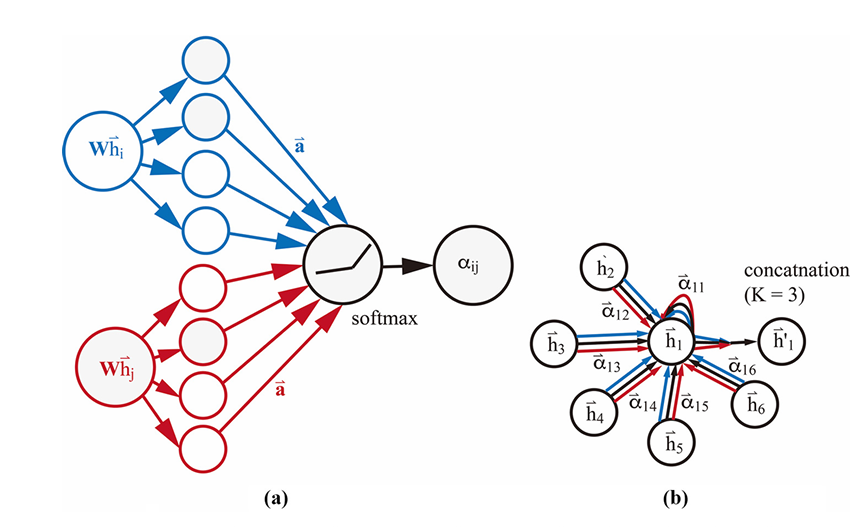 Wh⃗i
a⃗
softmax
αij
Wh⃗j
a⃗
(a)
h⃗2
α⃗11
concatnation
(K = 3)
α⃗12
h⃗3
h⃗1
h⃗'1
α⃗13
α⃗16
h⃗4
α⃗14
α⃗15
h⃗6
h⃗5
(b)